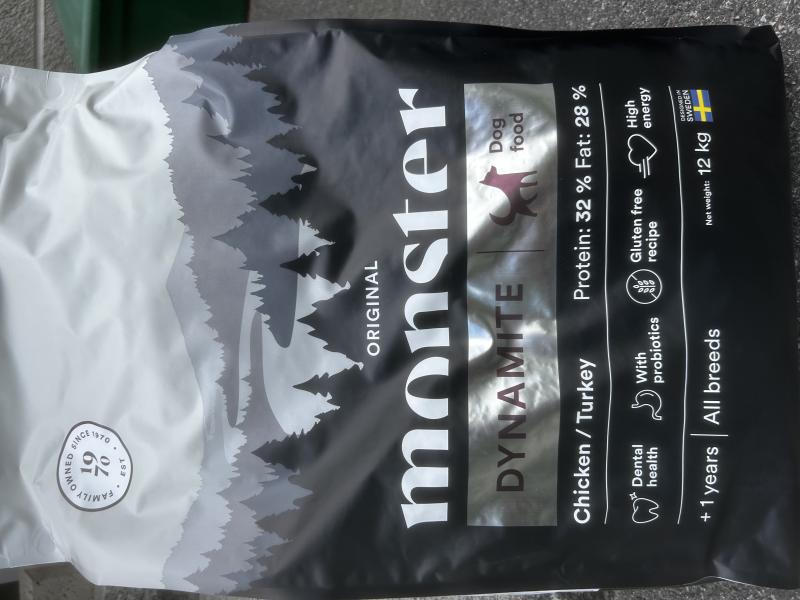 FAMILY OWNED SINCE 1970 • EST •
19
70
ORIGINAL
monster
DYNAMITE
Dog
food
Chicken / Turkey
Protein: 32 % Fat: 28 %
Dental
health
With
probiotics
Gluten free
recipe
High
energy
+ 1 years
All breeds
Net weight: 12 kg
DESIGNED IN
SWEDEN